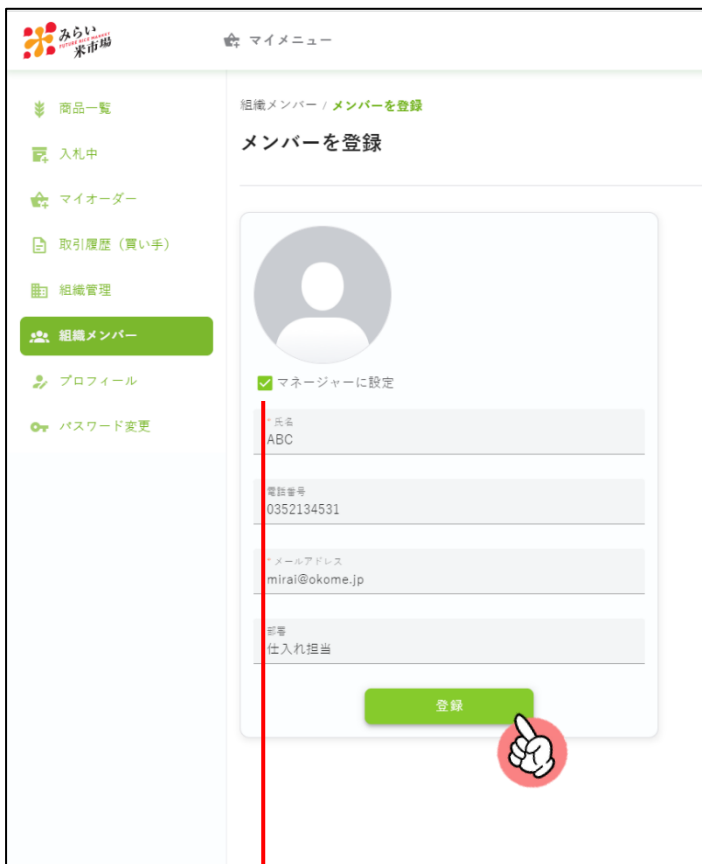 みらい
FUTURE RICE MARKET
米市場
マイメニュー
商品一覧
入札中
マイオーダー
取引履歴（買い手）
組織管理
組織メンバー
プロフィール
パスワード変更
組織メンバー / メンバーを登録
メンバーを登録
マネージャーに設定
* 氏名
ABC
電話番号
0352134531
* メールアドレス
mirai@okome.jp
部署
仕入れ担当
登録